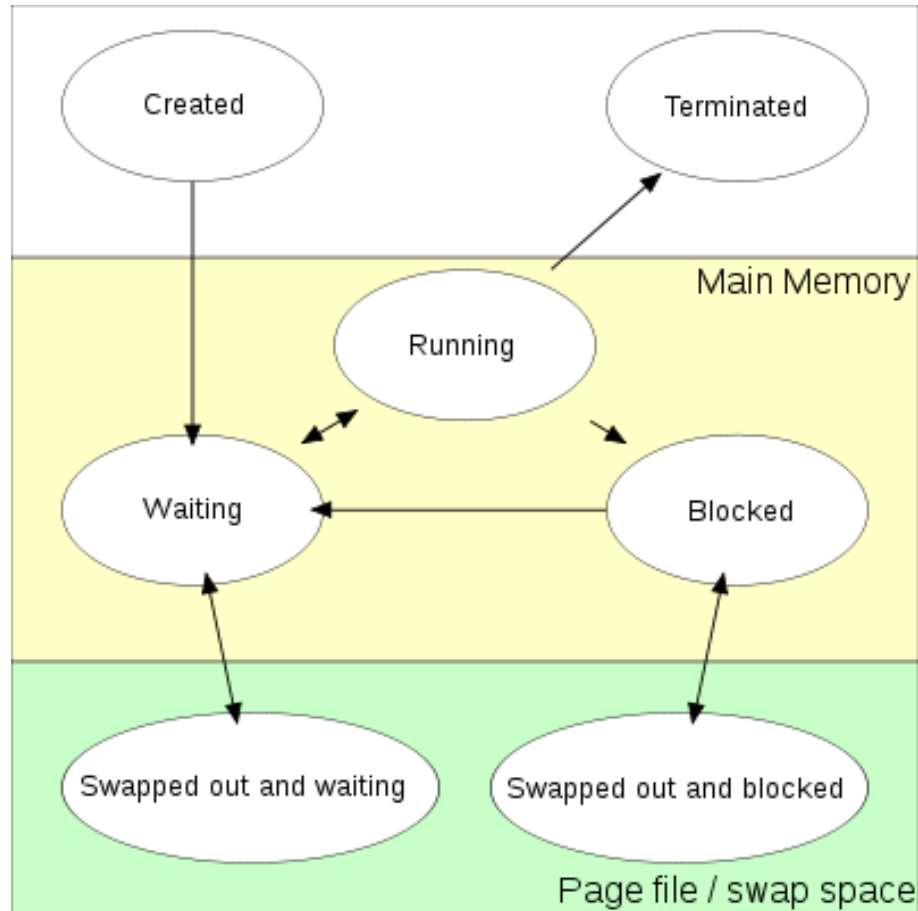 Created
Terminated
Main Memory
Running
Waiting
Blocked
Swapped out and waiting
Swapped out and blocked
Page file / swap space